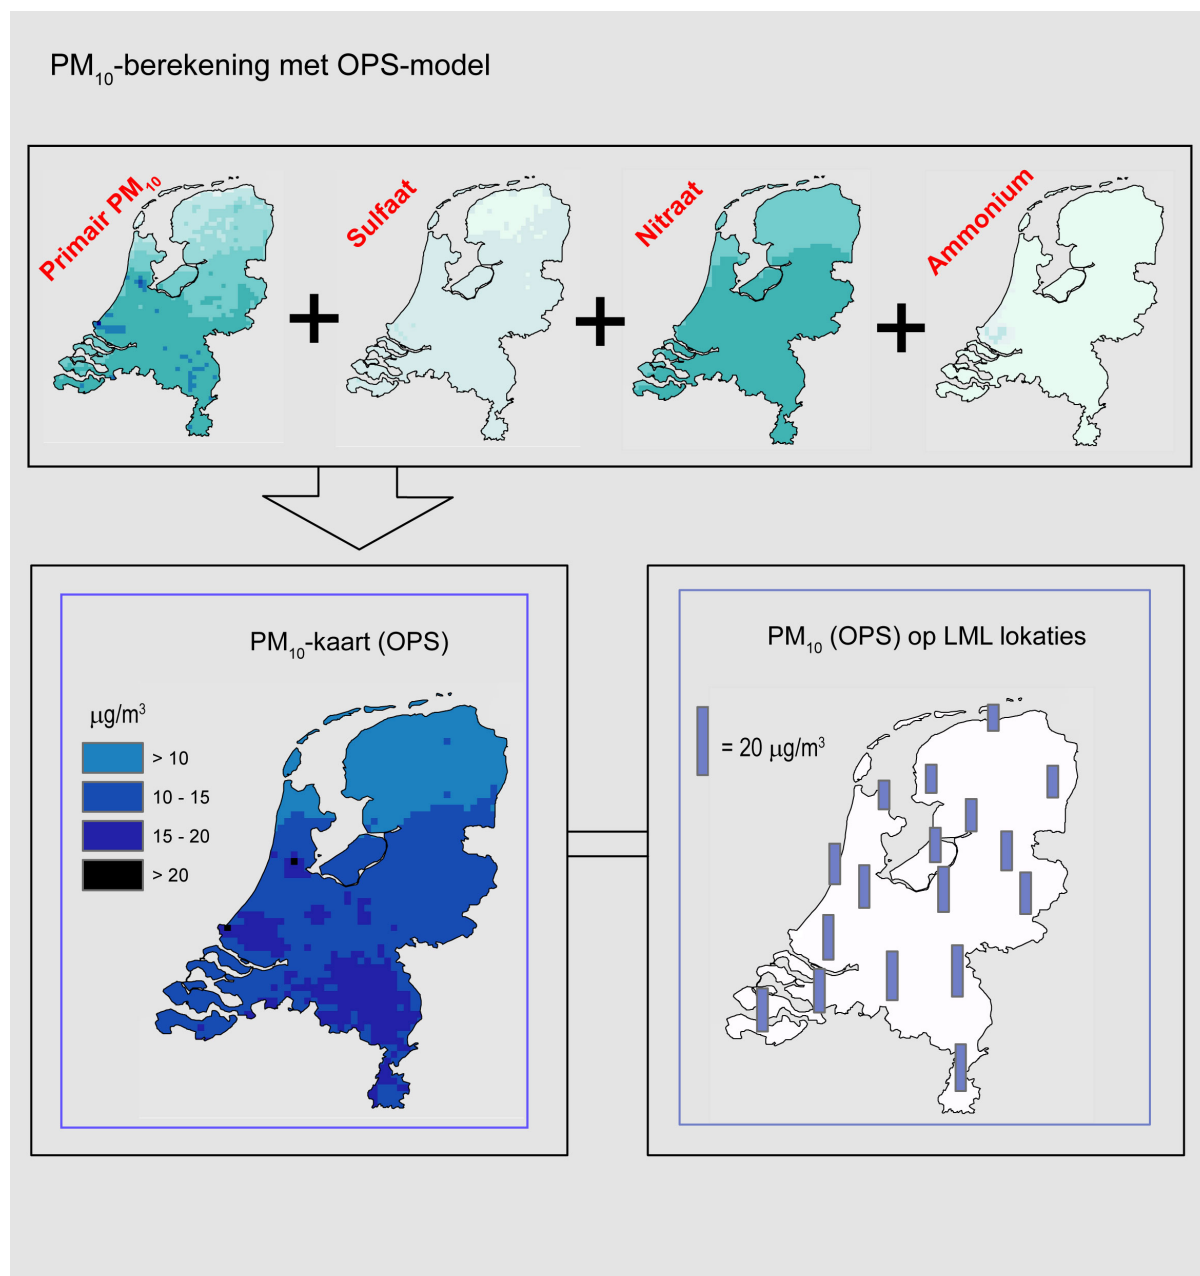 PM₁₀-berekening met OPS-model
Primair PM₁₀
Sulfaat
Nitraat
Ammonium
+
+
+
PM₁₀-kaart (OPS)
µg/m³
> 10
10 - 15
15 - 20
> 20
PM₁₀ (OPS) op LML lokaties
= 20 µg/m³